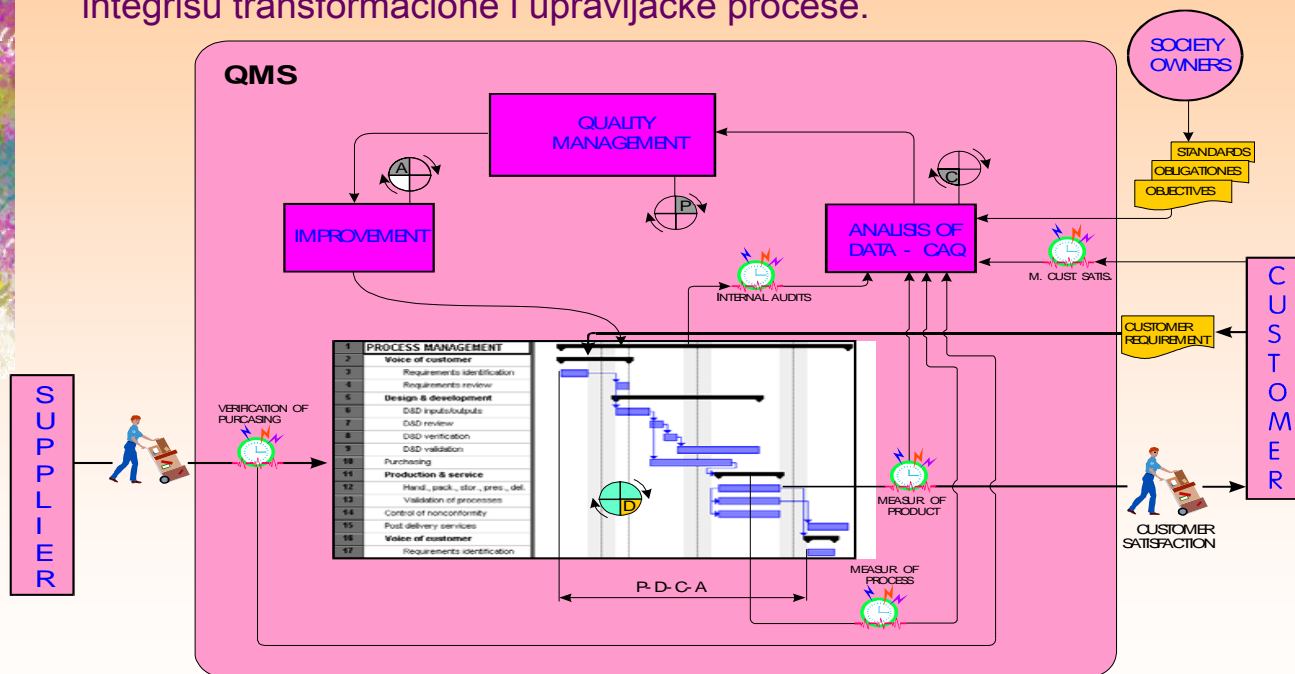 integrišu transformacione i upravljačke procese.
SOCIETY
OWNERS
QMS
QUALITY
MANAGEMENT
STANDARDS
OBLIGATIONES
OBJECTIVES
A
C
P
IMPROVEMENT
ANALISIS OF
DATA - CAQ
M. CUST. SATIS.
INTERNAL AUDITS
CUSTOMER
CUSTOMER
REQUIREMENT
1 PROCESS MANAGEMENT
2 Voice of customer
3 Requirements identification
4 Requirements review
5 Design & development
6 D&D inputs/outputs
7 D&D review
8 D&D verification
9 D&D validation
10 Purchasing
11 Production & service
12 Hand., pack., stor., pres., del.
13 Validation of processes
14 Control of nonconformity
15 Post delivery services
16 Voice of customer
17 Requirements identification
D
SUPPLIER
VERIFICATION OF
PURCASING
MEASUR. OF
PRODUCT
CUSTOMER
SATISFACTION
MEASUR. OF
PROCESS
P-D-C-A